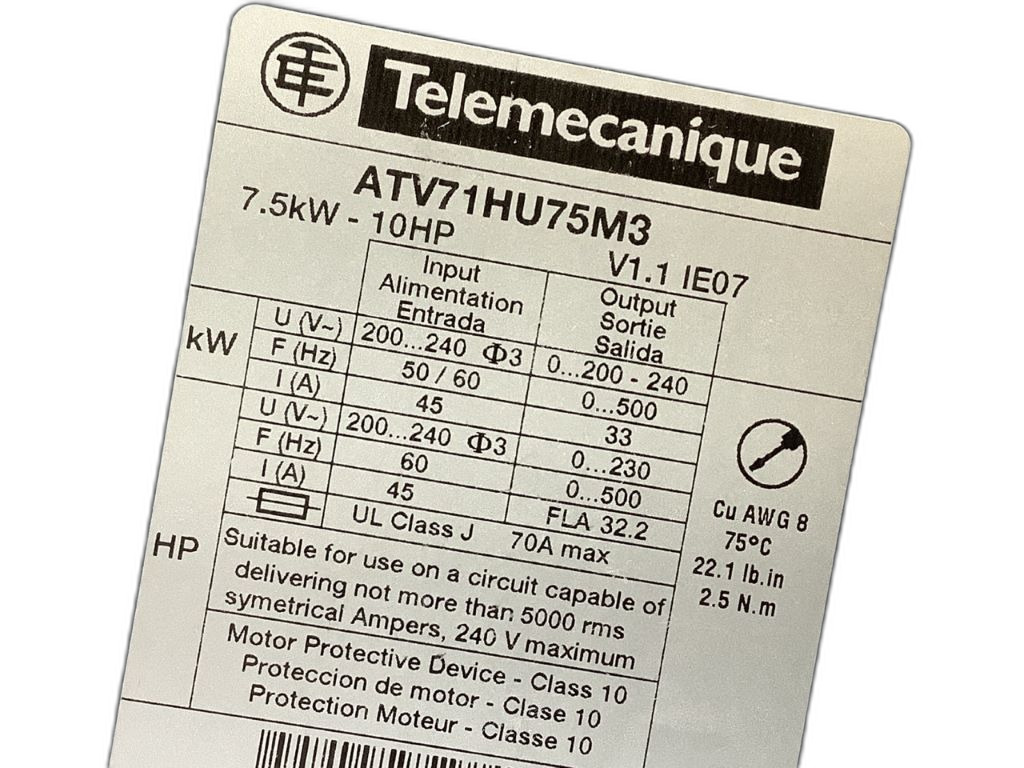 Telemecanique
ATV71HU75M3
7.5kW - 10HP
V1.1 IE07
Input
Alimentation
Entrada
Output
Sortie
Salida
kW
U (V~) 200...240 Φ3 0...200 - 240
F (Hz) 50 / 60 0...500
I (A) 45 33
HP
U (V~) 200...240 Φ3 0...230
F (Hz) 60 0...500
I (A) 45 FLA 32.2
UL Class J 70A max
Suitable for use on a circuit capable of
delivering not more than 5000 rms
symetrical Ampers, 240 V maximum
Motor Protective Device - Class 10
Proteccion de motor - Clase 10
Protection Moteur - Classe 10
Cu AWG 8
75°C
22.1 lb.in
2.5 N.m